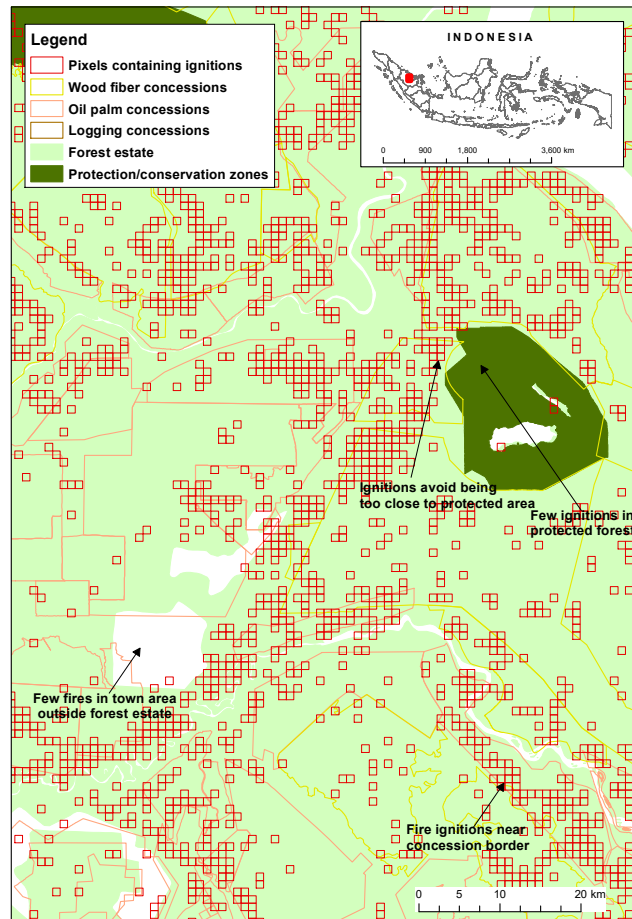 Legend
Pixels containing ignitions
Wood fiber concessions
Oil palm concessions
Logging concessions
Forest estate
Protection/conservation zones
INDONESIA
0 900 1,800 3,600 km
Ignitions avoid being
too close to protected area
Few ignitions in
protected forest
Few fires in town area
outside forest estate
Fire ignitions near
concession border
0 5 10 20 km